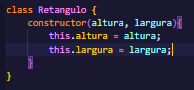 class Retangulo {
constructor(altura, largura){
this.altura = altura;
this.largura = largura;
}
}